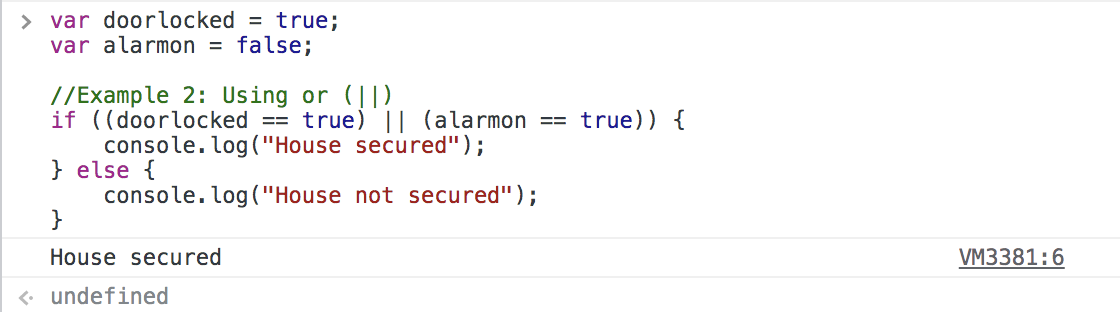 > var doorlocked = true;
var alarmon = false;

//Example 2: Using or (||)
if ((doorlocked == true) || (alarmon == true)) {
    console.log("House secured");
} else {
    console.log("House not secured");
}
House secured VM3381:6
undefined